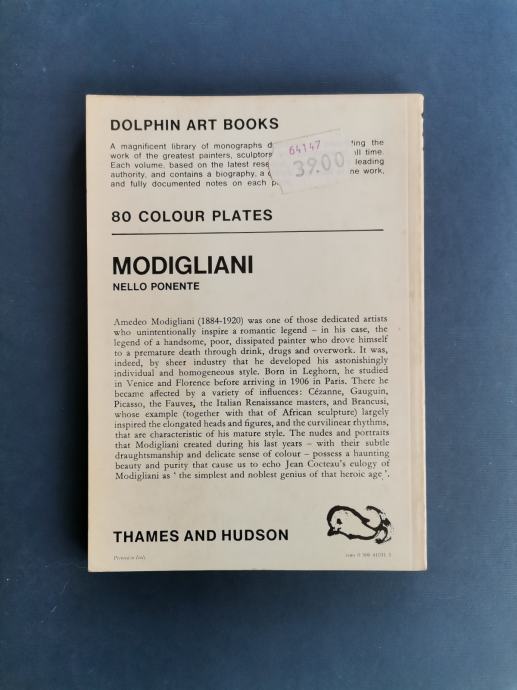 DOLPHIN ART BOOKS
A magnificent library of monographs
work of the greatest painters, sculptors all time.
Each volume, based on the latest leading
authority, and contains a biography, a work,
and fully documented notes on each
64147
39.00
80 COLOUR PLATES
MODIGLIANI
NELLO PONENTE
Amedeo Modigliani (1884-1920) was one of those dedicated artists
who unintentionally inspire a romantic legend – in his case, the
legend of a handsome, poor, dissipated painter who drove himself
to a premature death through drink, drugs and overwork. It was,
indeed, by sheer industry that he developed his astonishingly
individual and homogeneous style. Born in Leghorn, he studied
in Venice and Florence before arriving in 1906 in Paris. There he
became affected by a variety of influences: Cézanne, Gauguin,
Picasso, the Fauves, the Italian Renaissance masters, and Brancusi,
whose example (together with that of African sculpture) largely
inspired the elongated heads and figures, and the curvilinear rhythms,
that are characteristic of his mature style. The nudes and portraits
that Modigliani created during his last years – with their subtle
draughtsmanship and delicate sense of colour – possess a haunting
beauty and purity that cause us to echo Jean Cocteau's eulogy of
Modigliani as ' the simplest and noblest genius of that heroic age '.
THAMES AND HUDSON
Printed in Italy